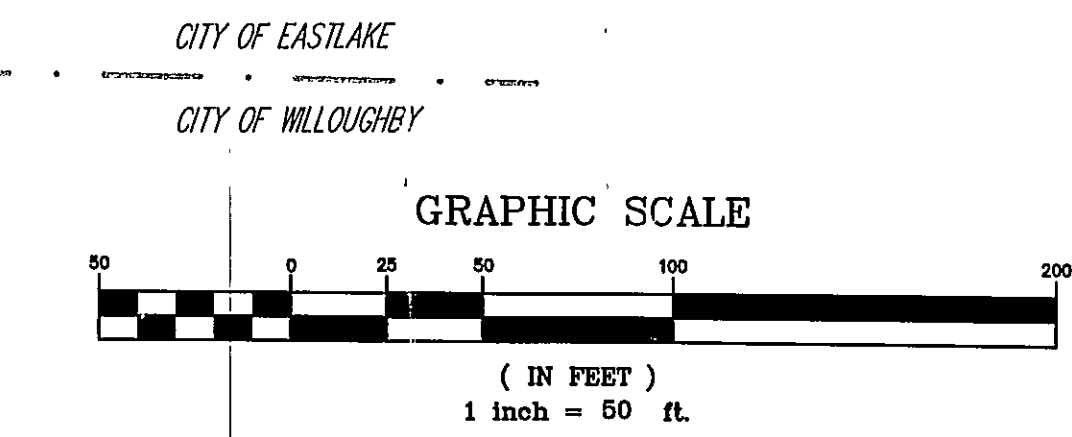 CITY OF EASTLAKE
CITY OF WILLOUGHBY
GRAPHIC SCALE
50 0 25 50 100 200
( IN FEET )
1 inch = 50 ft.